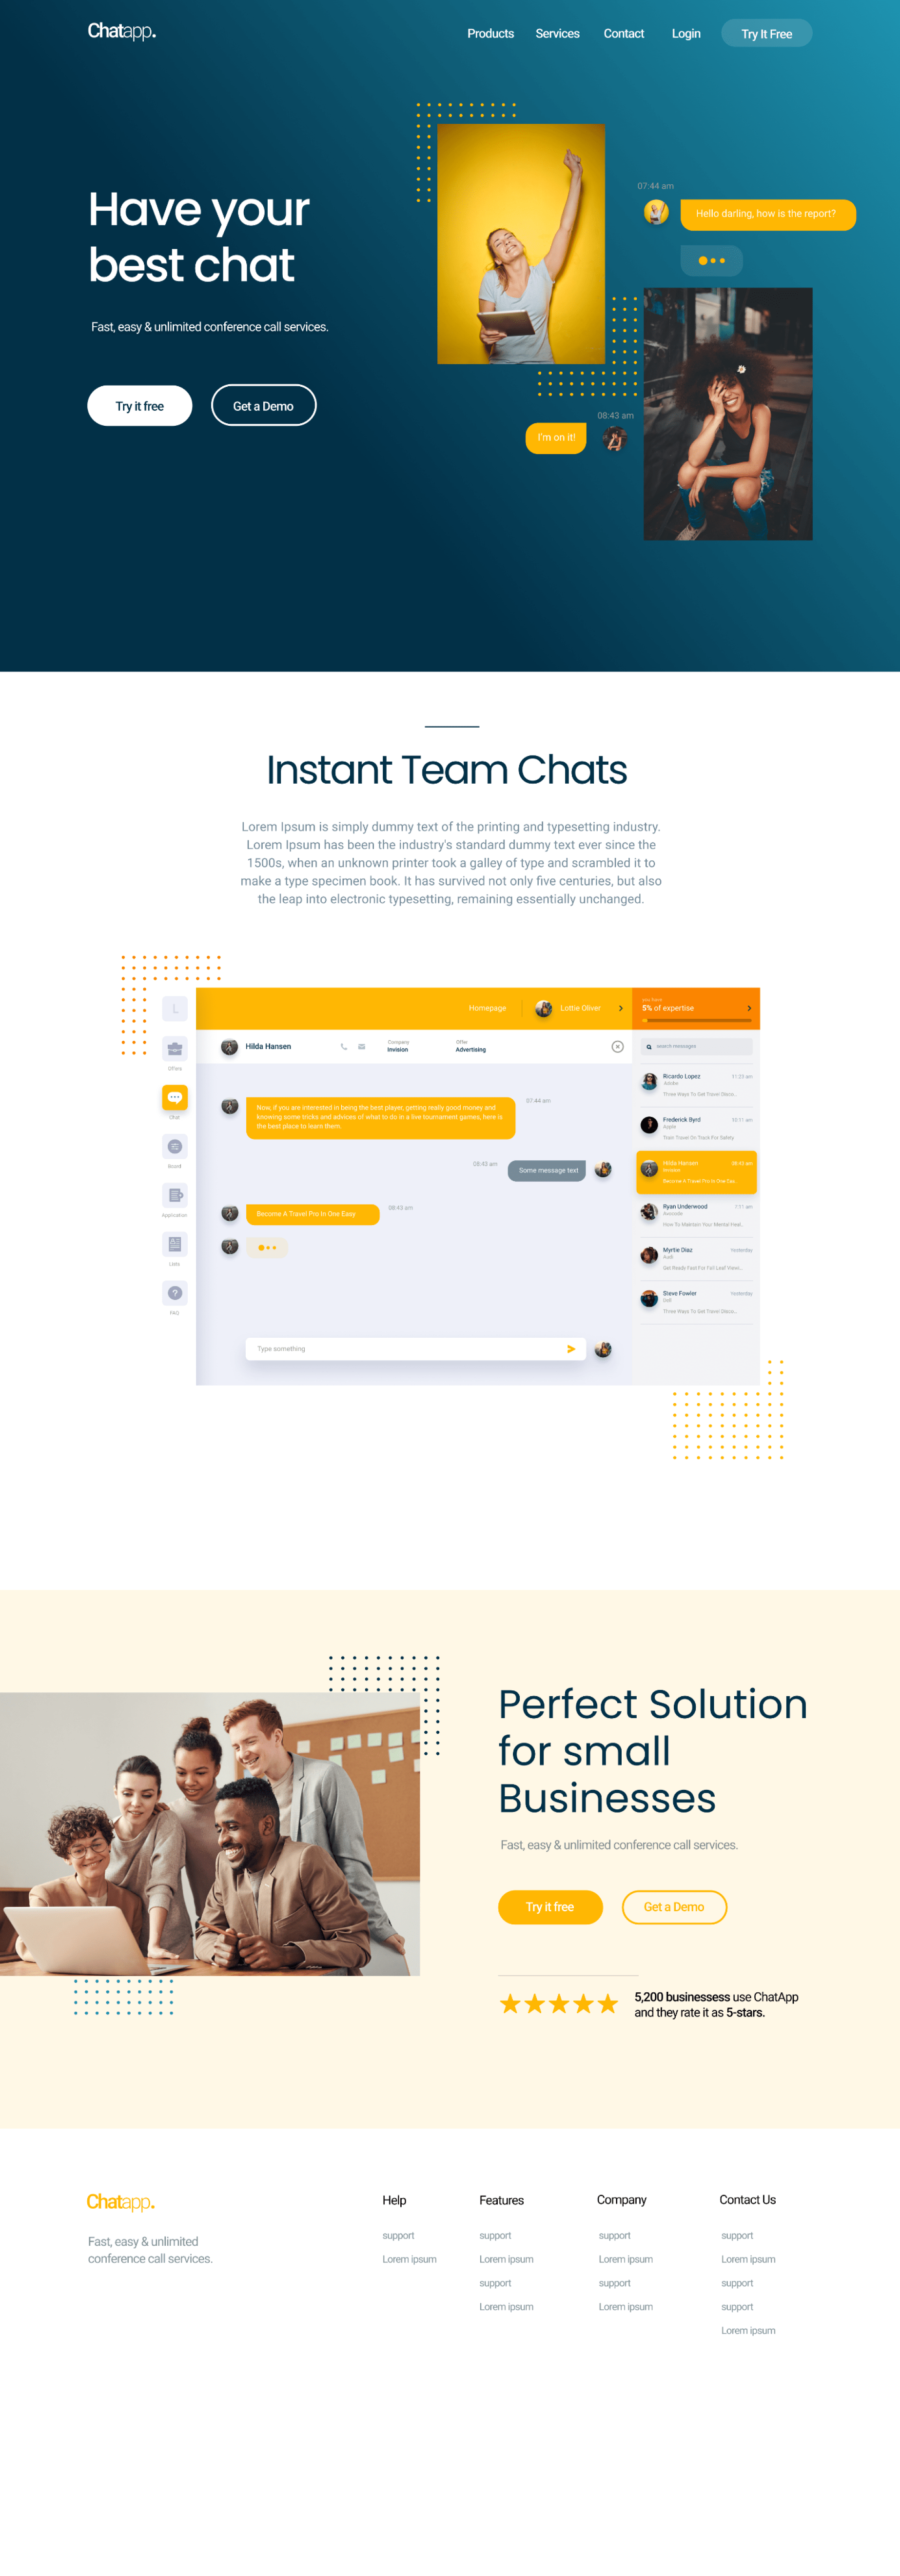 Chatapp.
Products Services Contact Login Try It Free
Have your
best chat
Fast, easy & unlimited conference call services.
Try it free Get a Demo
07:44 am
Hello darling, how is the report?
08:43 am
I'm on it!
Instant Team Chats
Lorem Ipsum is simply dummy text of the printing and typesetting industry.
Lorem Ipsum has been the industry's standard dummy text ever since the
1500s, when an unknown printer took a galley of type and scrambled it to
make a type specimen book. It has survived not only five centuries, but also
the leap into electronic typesetting, remaining essentially unchanged.
L
Offers
Chat
Board
Application
Lists
FAQ
Homepage Lottie Oliver
you have
5% of expertise
Hilda Hansen
Company
Invision
Offer
Advertising
07:44 am
Now, if you are interested in being the best player, getting really good money and
knowing some tricks and advices of what to do in a live tournament games, here is
the best place to learn them.
08:43 am
Some message text
Become A Travel Pro In One Easy
08:43 am
Type something
search messages
Ricardo Lopez 11:23 am
Adobe
Three Ways To Get Travel Disco..
Frederick Byrd 10:11 am
Apple
Train Travel On Track For Safety
Hilda Hansen 08:43 am
Invision
Become A Travel Pro In One Eas..
Ryan Underwood 7:11 am
Avocode
How To Maintain Your Mental Heal..
Myrtie Diaz Yesterday
Audi
Get Ready Fast For Fall Leaf Viewi..
Steve Fowler Yesterday
Dell
Three Ways To Get Travel Disco..
Perfect Solution
for small
Businesses
Fast, easy & unlimited conference call services.
Try it free Get a Demo
5,200 businessess use ChatApp
and they rate it as 5-stars.
Chatapp.
Fast, easy & unlimited
conference call services.
Help
support
Lorem ipsum
Features
support
Lorem ipsum
support
Lorem ipsum
Company
support
Lorem ipsum
support
Lorem ipsum
Contact Us
support
Lorem ipsum
support
support
Lorem ipsum